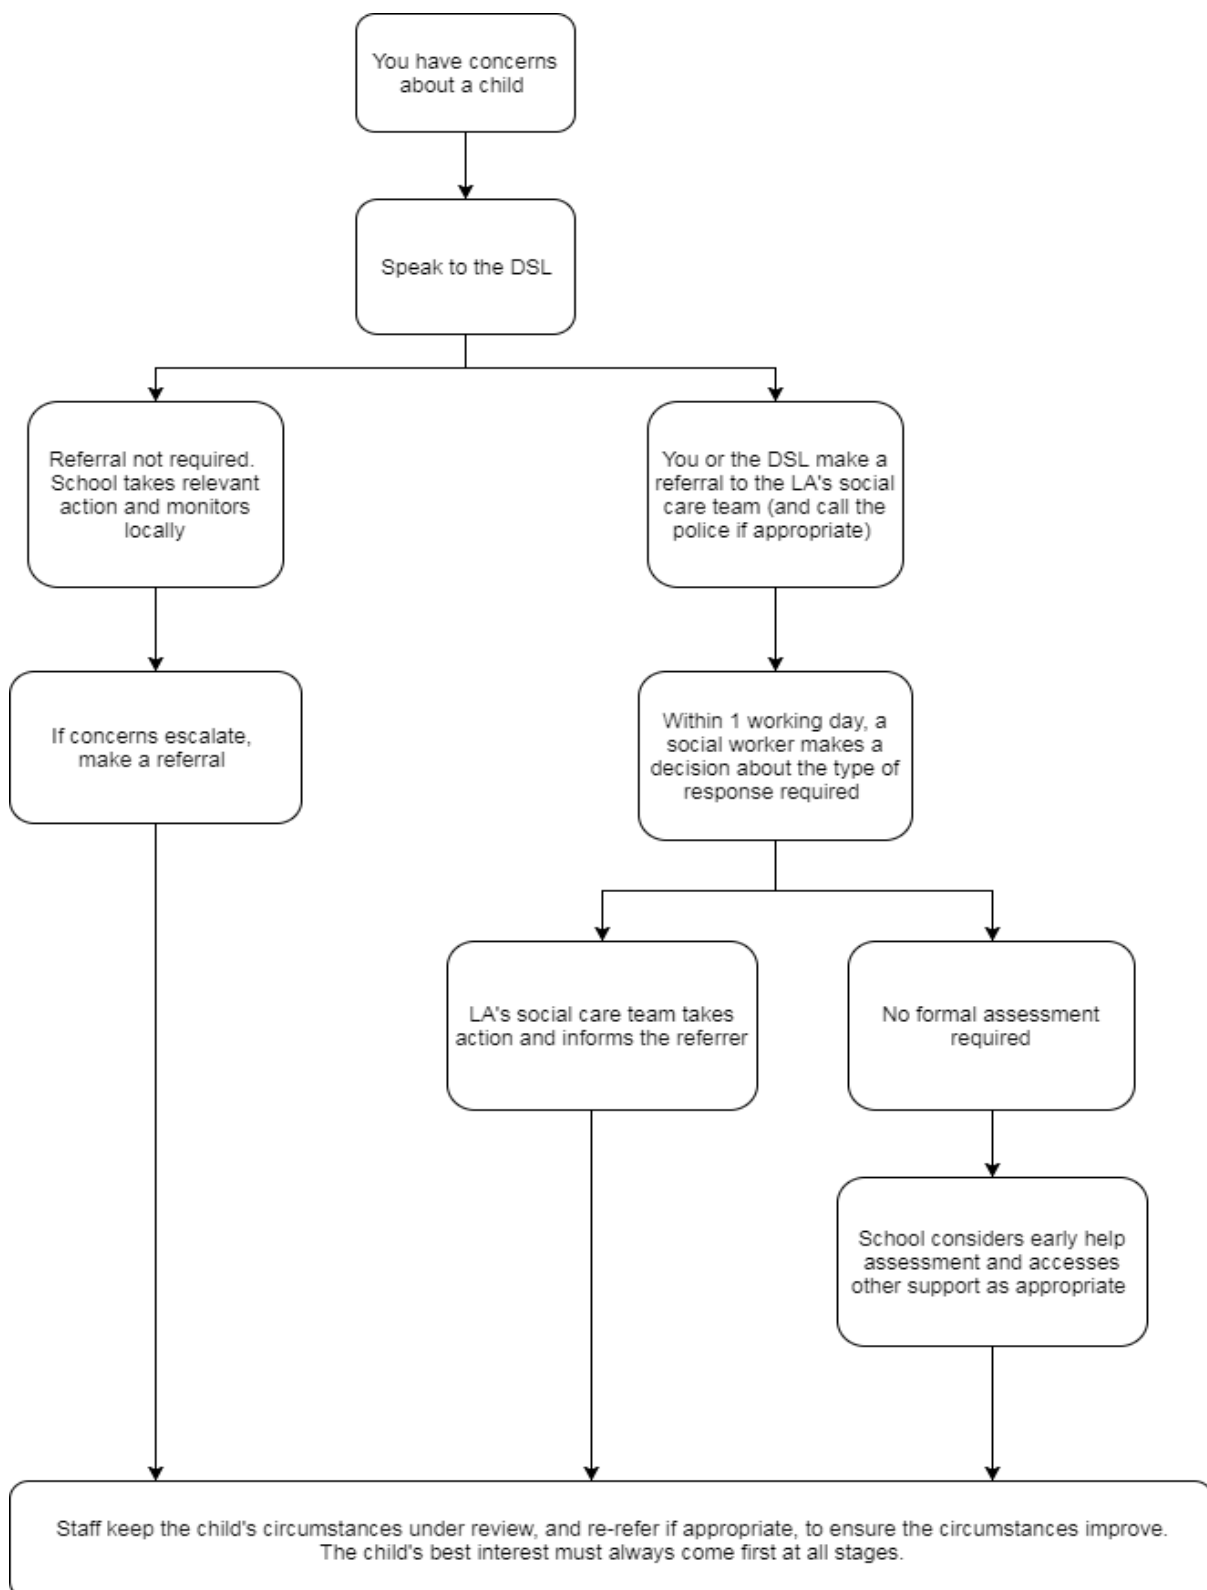 You have concerns
about a child
Speak to the DSL
Referral not required.
School takes relevant
action and monitors
locally
You or the DSL make a
referral to the LA's social
care team (and call the
police if appropriate)
If concerns escalate,
make a referral
Within 1 working day, a
social worker makes a
decision about the type of
response required
LA's social care team takes
action and informs the referrer
No formal assessment
required
School considers early help
assessment and accesses
other support as appropriate
Staff keep the child's circumstances under review, and re-refer if appropriate, to ensure the circumstances improve.
The child's best interest must always come first at all stages.